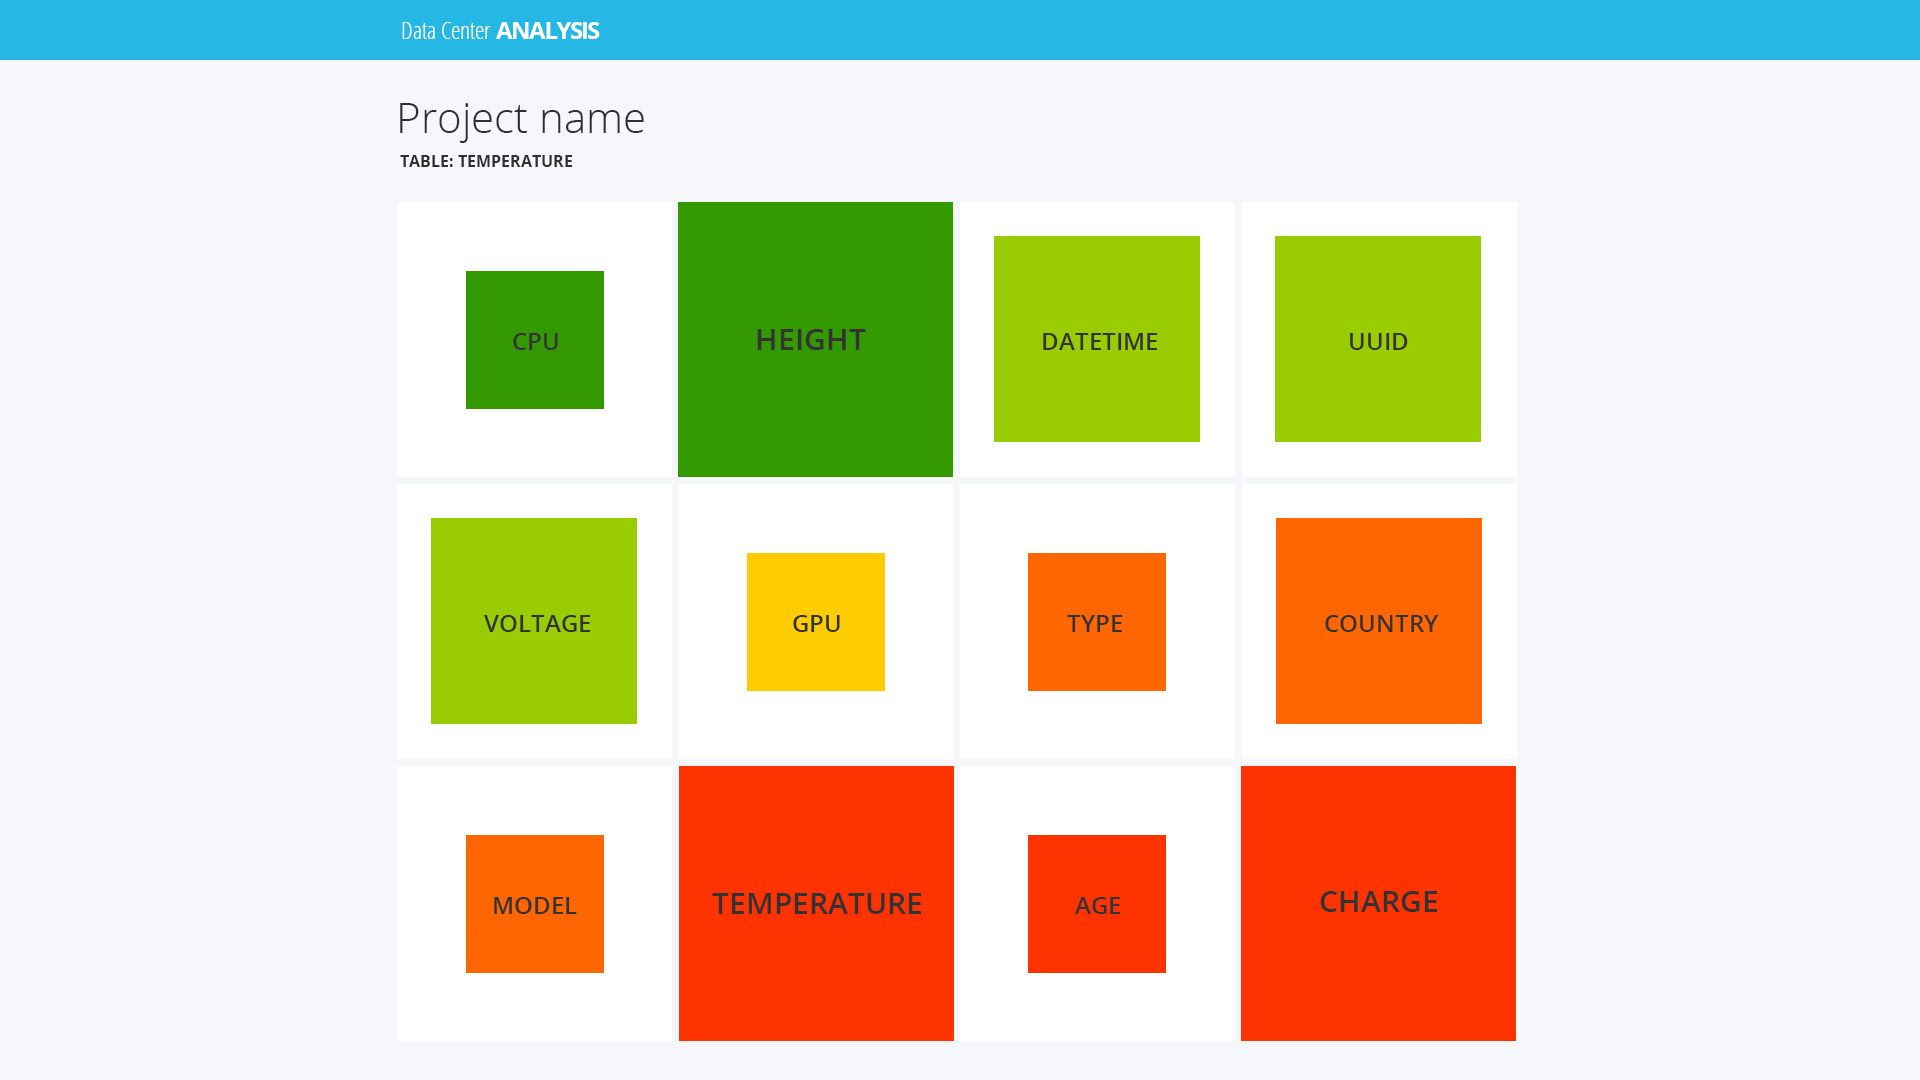 Data Center ANALYSIS
Project name
TABLE: TEMPERATURE
CPU
HEIGHT
DATETIME
UUID
VOLTAGE
GPU
TYPE
COUNTRY
MODEL
TEMPERATURE
AGE
CHARGE